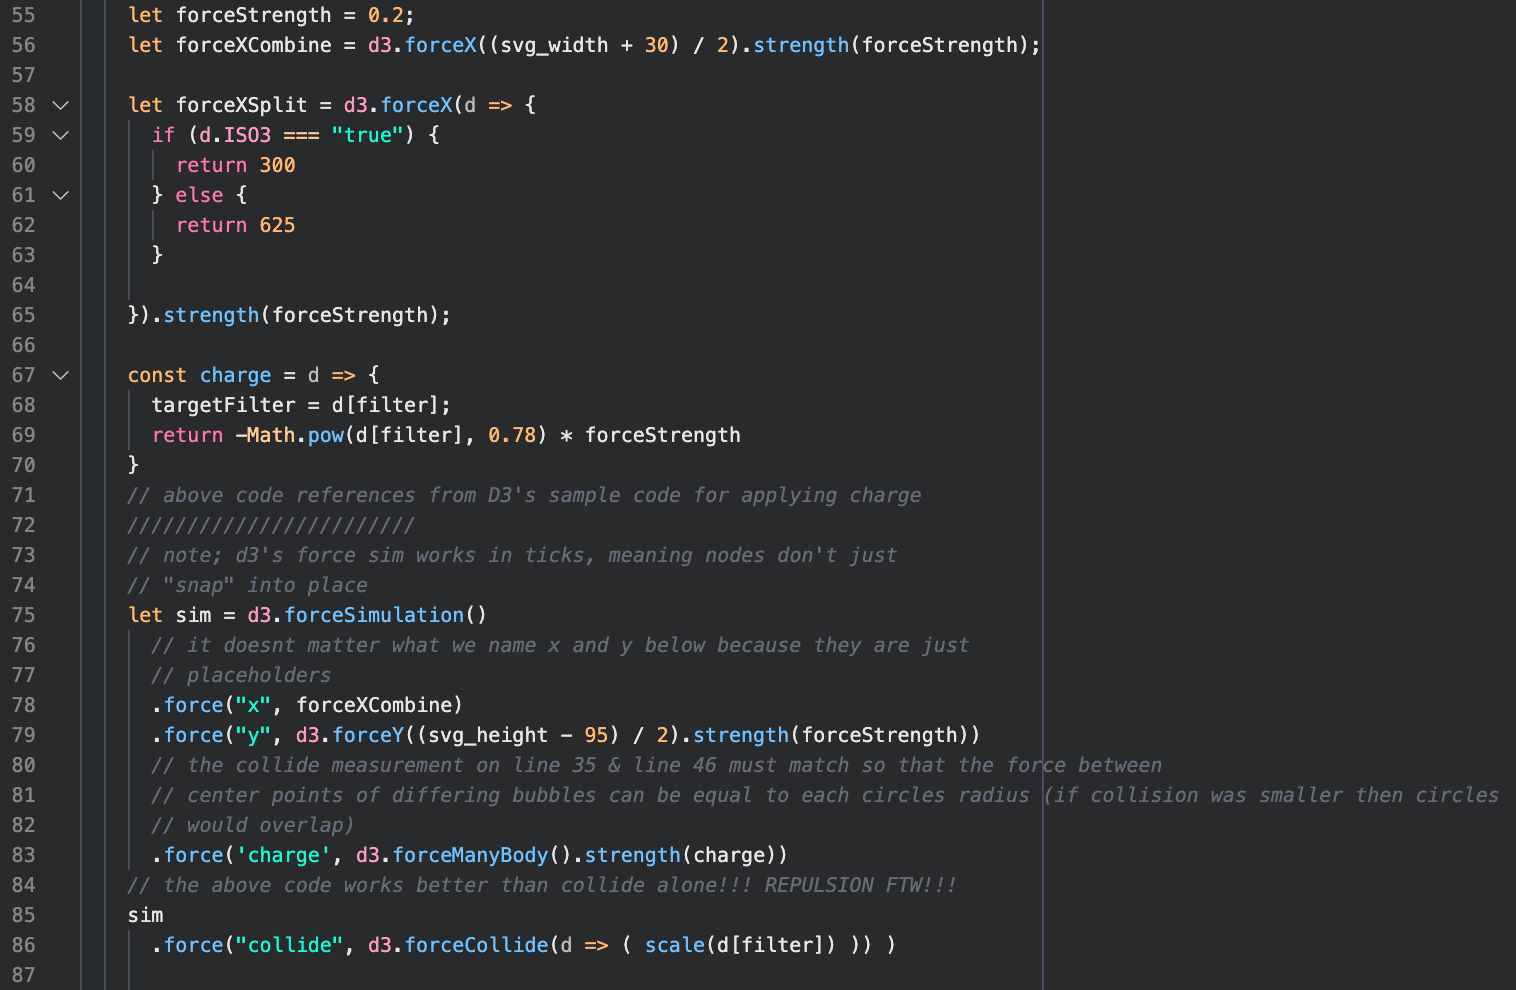 55 let forceStrength = 0.2;
56 let forceXCombine = d3.forceX((svg_width + 30) / 2).strength(forceStrength);
57
58 let forceXSplit = d3.forceX(d => {
59 if (d.ISO3 === "true") {
60 return 300
61 } else {
62 return 625
63 }
64
65 }).strength(forceStrength);
66
67 const charge = d => {
68 targetFilter = d[filter];
69 return -Math.pow(d[filter], 0.78) * forceStrength
70 }
71 // above code references from D3's sample code for applying charge
72 ////////////////////////
73 // note; d3's force sim works in ticks, meaning nodes don't just
74 // "snap" into place
75 let sim = d3.forceSimulation()
76 // it doesnt matter what we name x and y below because they are just
77 // placeholders
78 .force("x", forceXCombine)
79 .force("y", d3.forceY((svg_height - 95) / 2).strength(forceStrength))
80 // the collide measurement on line 35 & line 46 must match so that the force between
81 // center points of differing bubbles can be equal to each circles radius (if collision was smaller then circles
82 // would overlap)
83 .force('charge', d3.forceManyBody().strength(charge))
84 // the above code works better than collide alone!!! REPULSION FTW!!!
85 sim
86 .force("collide", d3.forceCollide(d => ( scale(d[filter]) )) )
87